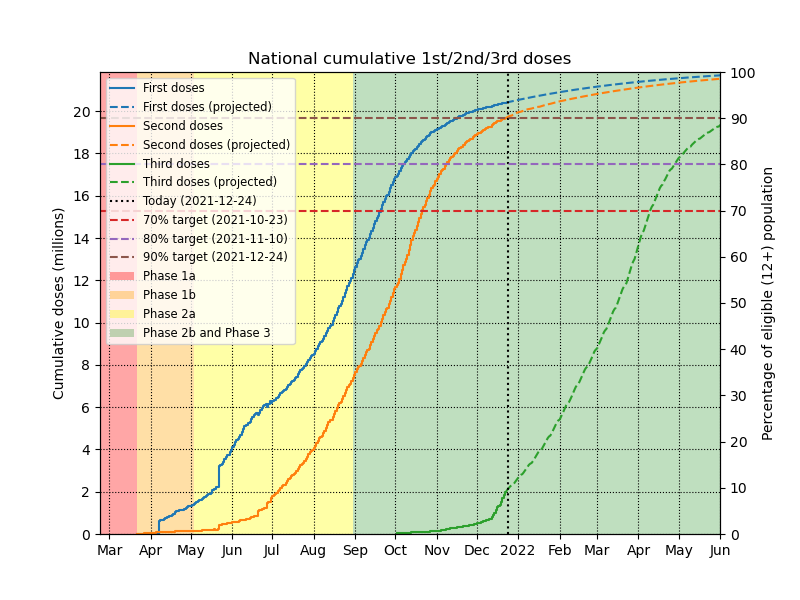 National cumulative 1st/2nd/3rd doses
First doses
First doses (projected)
Second doses
Second doses (projected)
Third doses
Third doses (projected)
Today (2021-12-24)
70% target (2021-10-23)
80% target (2021-11-10)
90% target (2021-12-24)
Phase 1a
Phase 1b
Phase 2a
Phase 2b and Phase 3
Cumulative doses (millions)
20
18
16
14
12
10
8
6
4
2
0
Percentage of eligible (12+) population
100
90
80
70
60
50
40
30
20
10
0
Mar Apr May Jun Jul Aug Sep Oct Nov Dec 2022 Feb Mar Apr May Jun